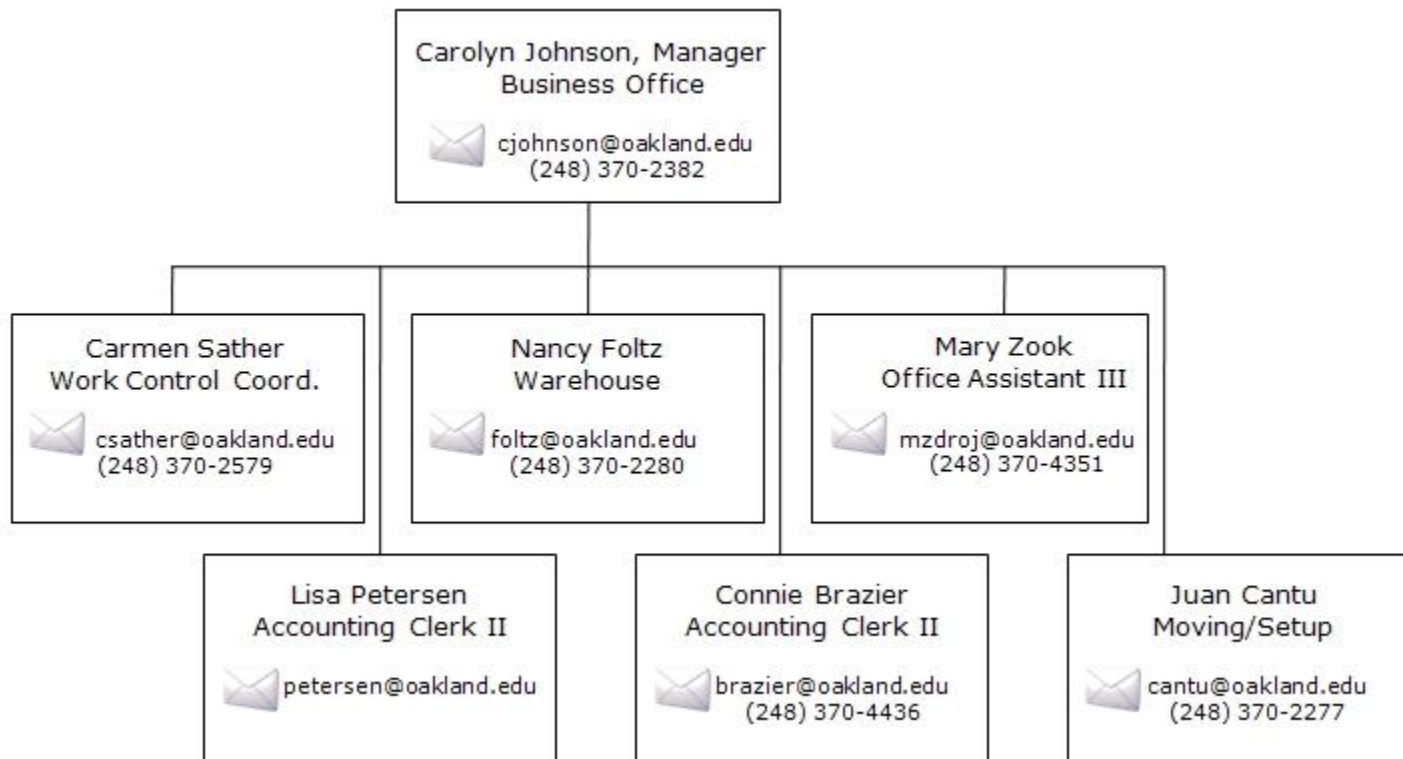 Carolyn Johnson, Manager
Business Office
cjohnson@oakland.edu
(248) 370-2382
Carmen Sather
Work Control Coord.
csather@oakland.edu
(248) 370-2579
Nancy Foltz
Warehouse
foltz@oakland.edu
(248) 370-2280
Mary Zook
Office Assistant III
mzdroj@oakland.edu
(248) 370-4351
Lisa Petersen
Accounting Clerk II
petersen@oakland.edu
Connie Brazier
Accounting Clerk II
brazier@oakland.edu
(248) 370-4436
Juan Cantu
Moving/Setup
cantu@oakland.edu
(248) 370-2277